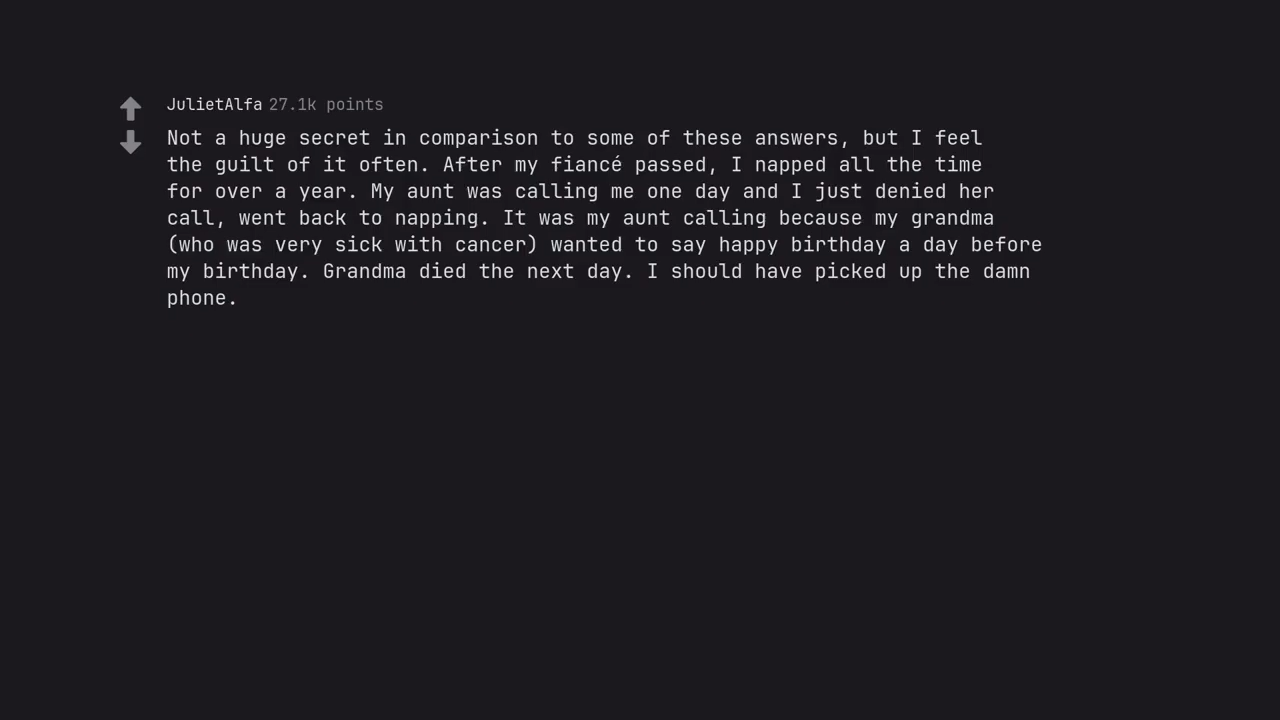 JulietAlfa 27.1k points
Not a huge secret in comparison to some of these answers, but I feel
the guilt of it often. After my fiancé passed, I napped all the time
for over a year. My aunt was calling me one day and I just denied her
call, went back to napping. It was my aunt calling because my grandma
(who was very sick with cancer) wanted to say happy birthday a day before
my birthday. Grandma died the next day. I should have picked up the damn
phone.